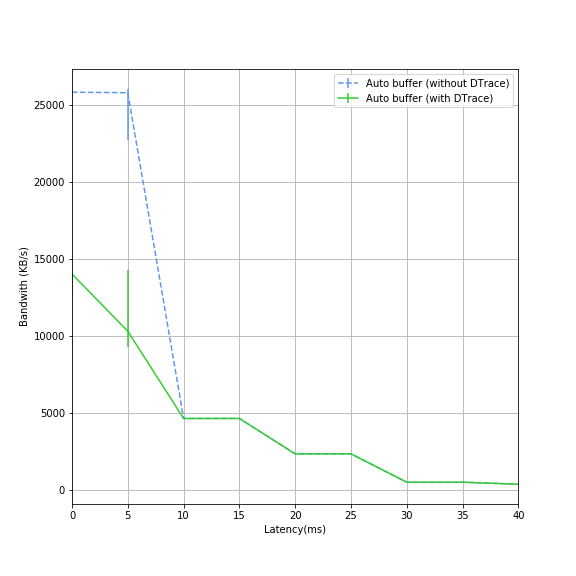 Auto buffer (without DTrace)
Auto buffer (with DTrace)
25000
20000
15000
10000
5000
0
Bandwith (KB/s)
0 5 10 15 20 25 30 35 40
Latency(ms)